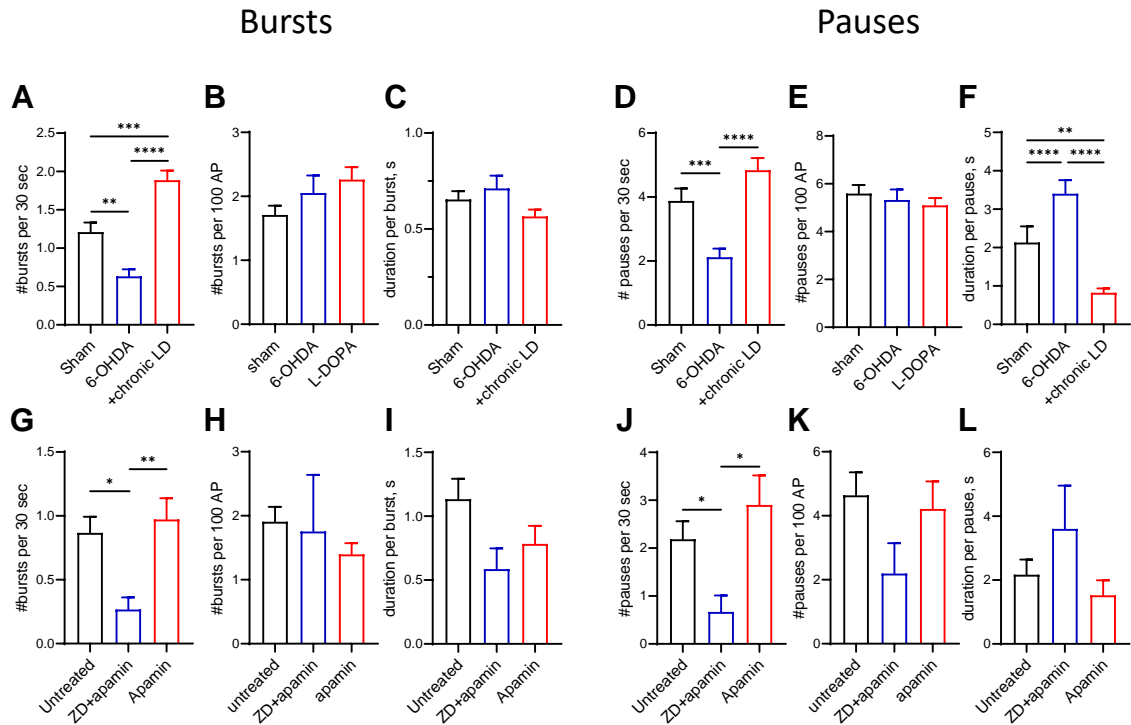 Bursts
Pauses
A
***
****
**
#bursts per 30 sec
2.5
2.0
1.5
1.0
0.5
0.0
Sham
6-OHDA
+chronic LD
B
#bursts per 100 AP
3
2
1
0
sham
6-OHDA
L-DOPA
C
duration per burst, s
1.0
0.5
0.0
Sham
6-OHDA
+chronic LD
D
****
***
# pauses per 30 sec
6
4
2
0
Sham
6-OHDA
+chronic LD
E
#pauses per 100 AP
8
6
4
2
0
Sham
6-OHDA
L-DOPA
F
**
**** ****
duration per pause, s
5
4
3
2
1
0
Sham
6-OHDA
+chronic LD
G
**
*
#bursts per 30 sec
1.5
1.0
0.5
0.0
Untreated
ZD+apamin
Apamin
H
#bursts per 100 AP
3
2
1
0
untreated
ZD+apamin
apamin
I
duration per burst, s
1.5
1.0
0.5
0.0
Untreated
ZD+apamin
Apamin
J
*
*
#pauses per 30 sec
4
3
2
1
0
Untreated
ZD+apamin
Apamin
K
#pauses per 100 AP
6
4
2
0
untreated
ZD+apamin
apamin
L
duration per pause, s
6
4
2
0
Untreated
ZD+apamin
Apamin